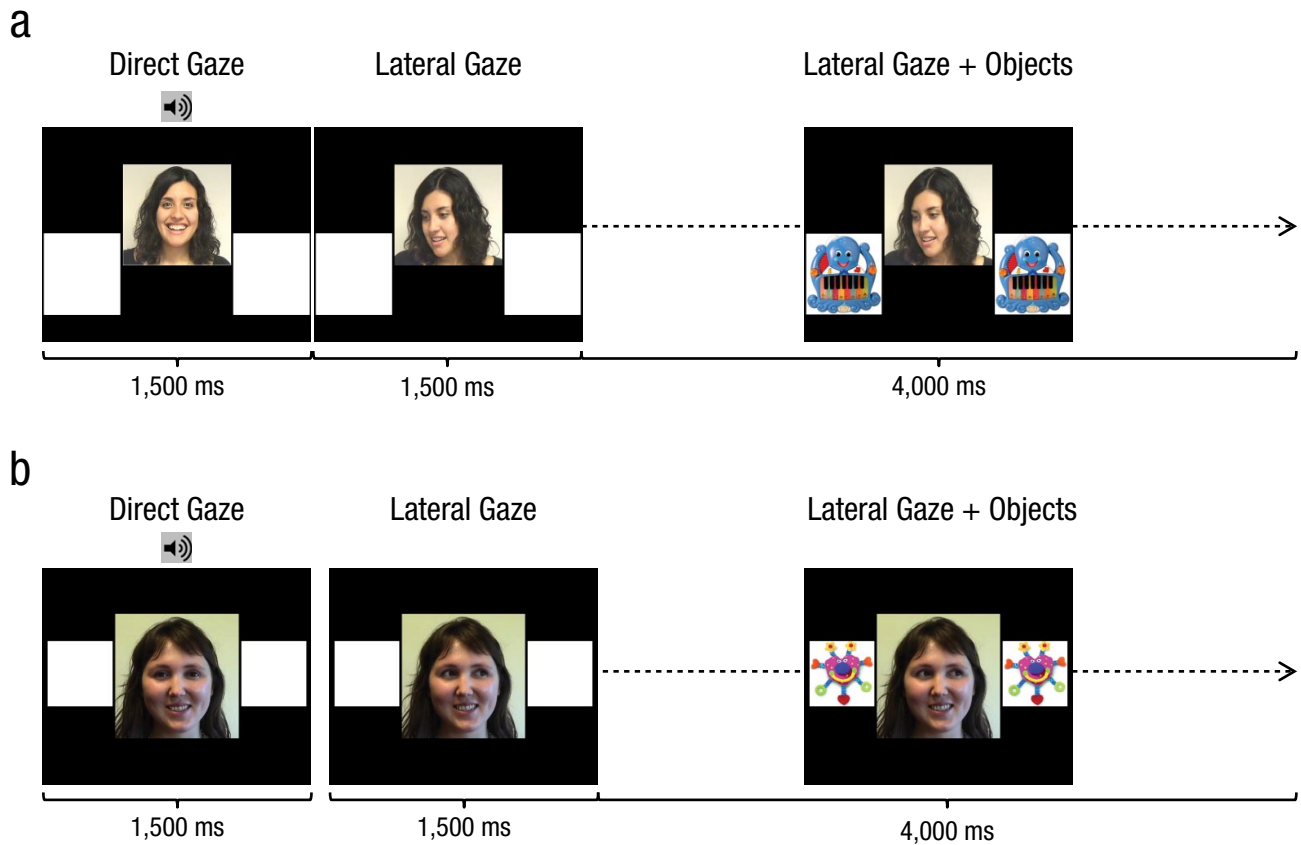 a
Direct Gaze
Lateral Gaze
Lateral Gaze + Objects
1,500 ms
1,500 ms
4,000 ms
b
Direct Gaze
Lateral Gaze
Lateral Gaze + Objects
1,500 ms
1,500 ms
4,000 ms